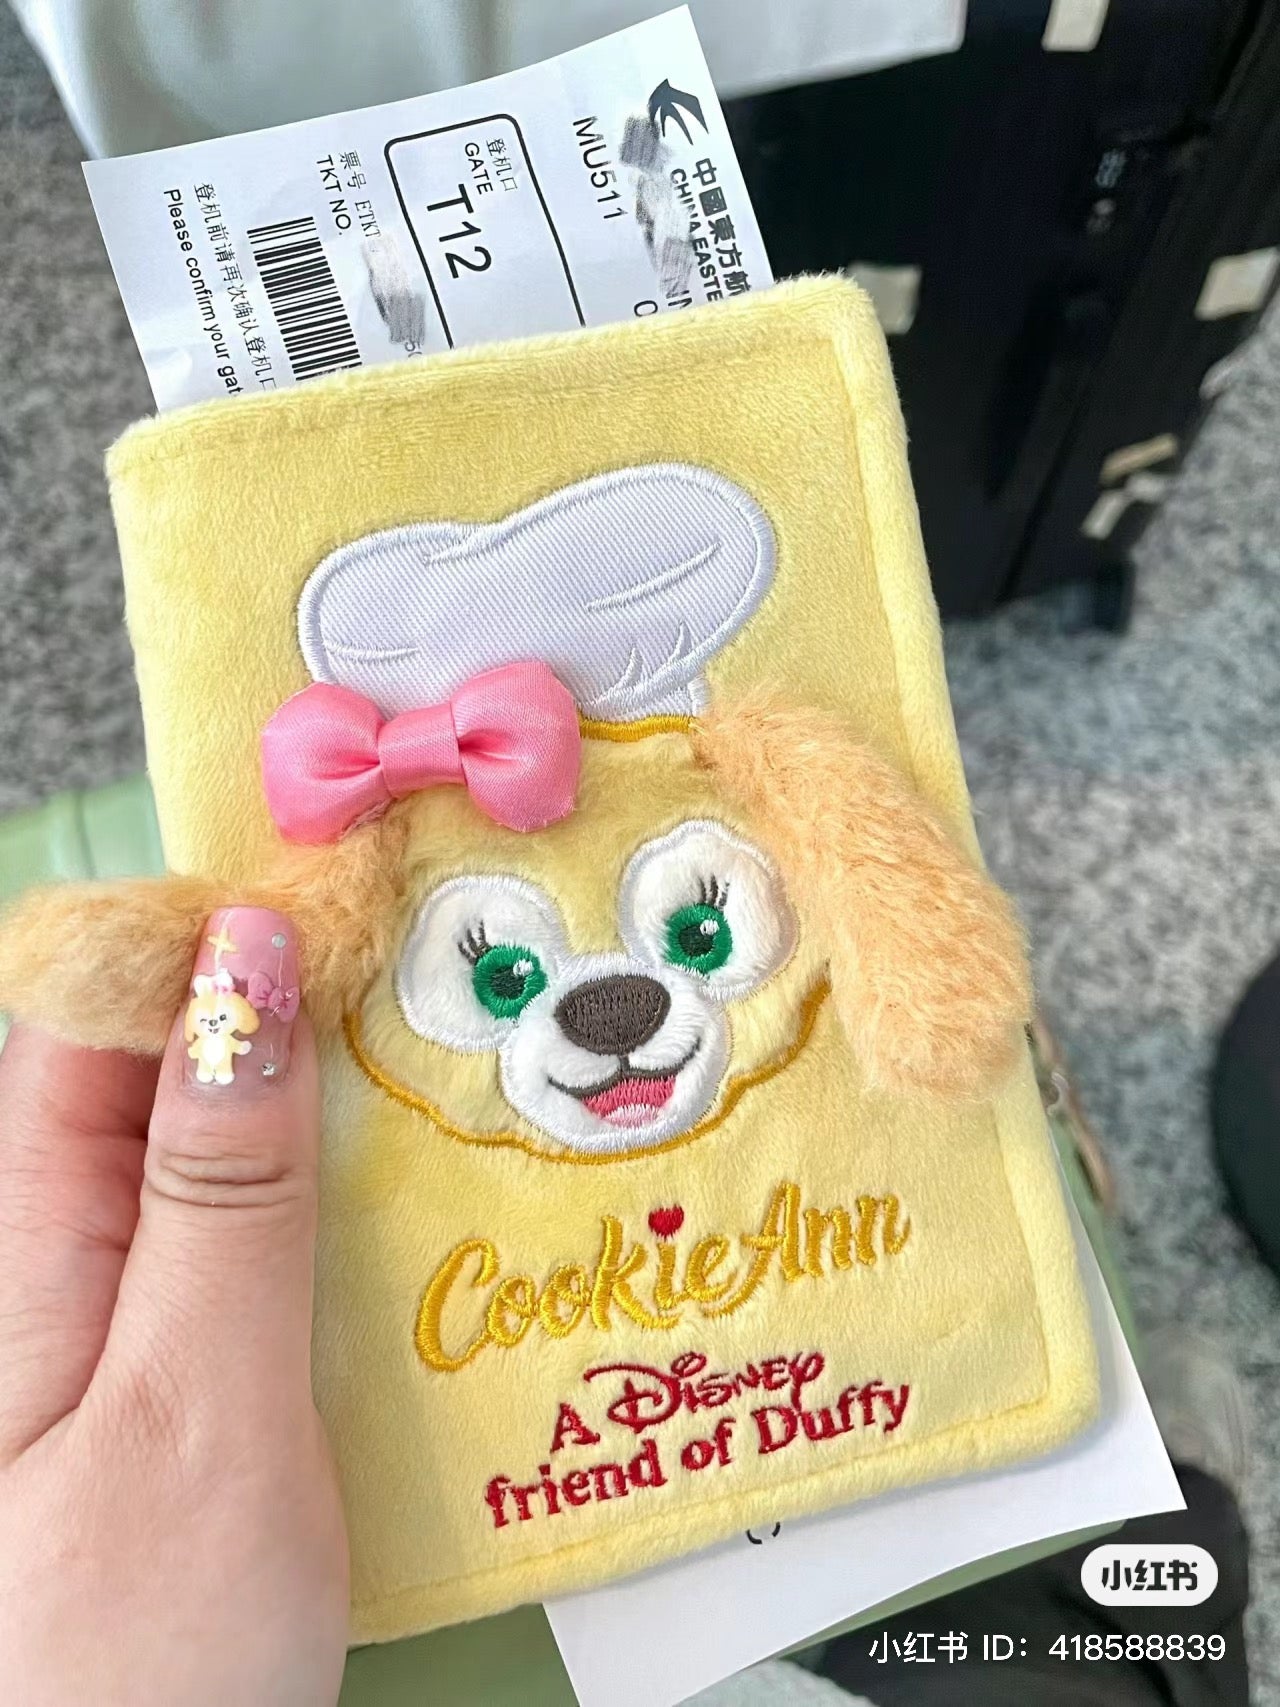 中國東方航
CHINA EASTE
MU511
登机口
GATE
T12
票号 ETKT
TKT NO.
登机前请再次确认登机口
Please confirm your gat
CookieAnn
A Disney
friend of Duffy
小红书
小红书 ID: 418588839